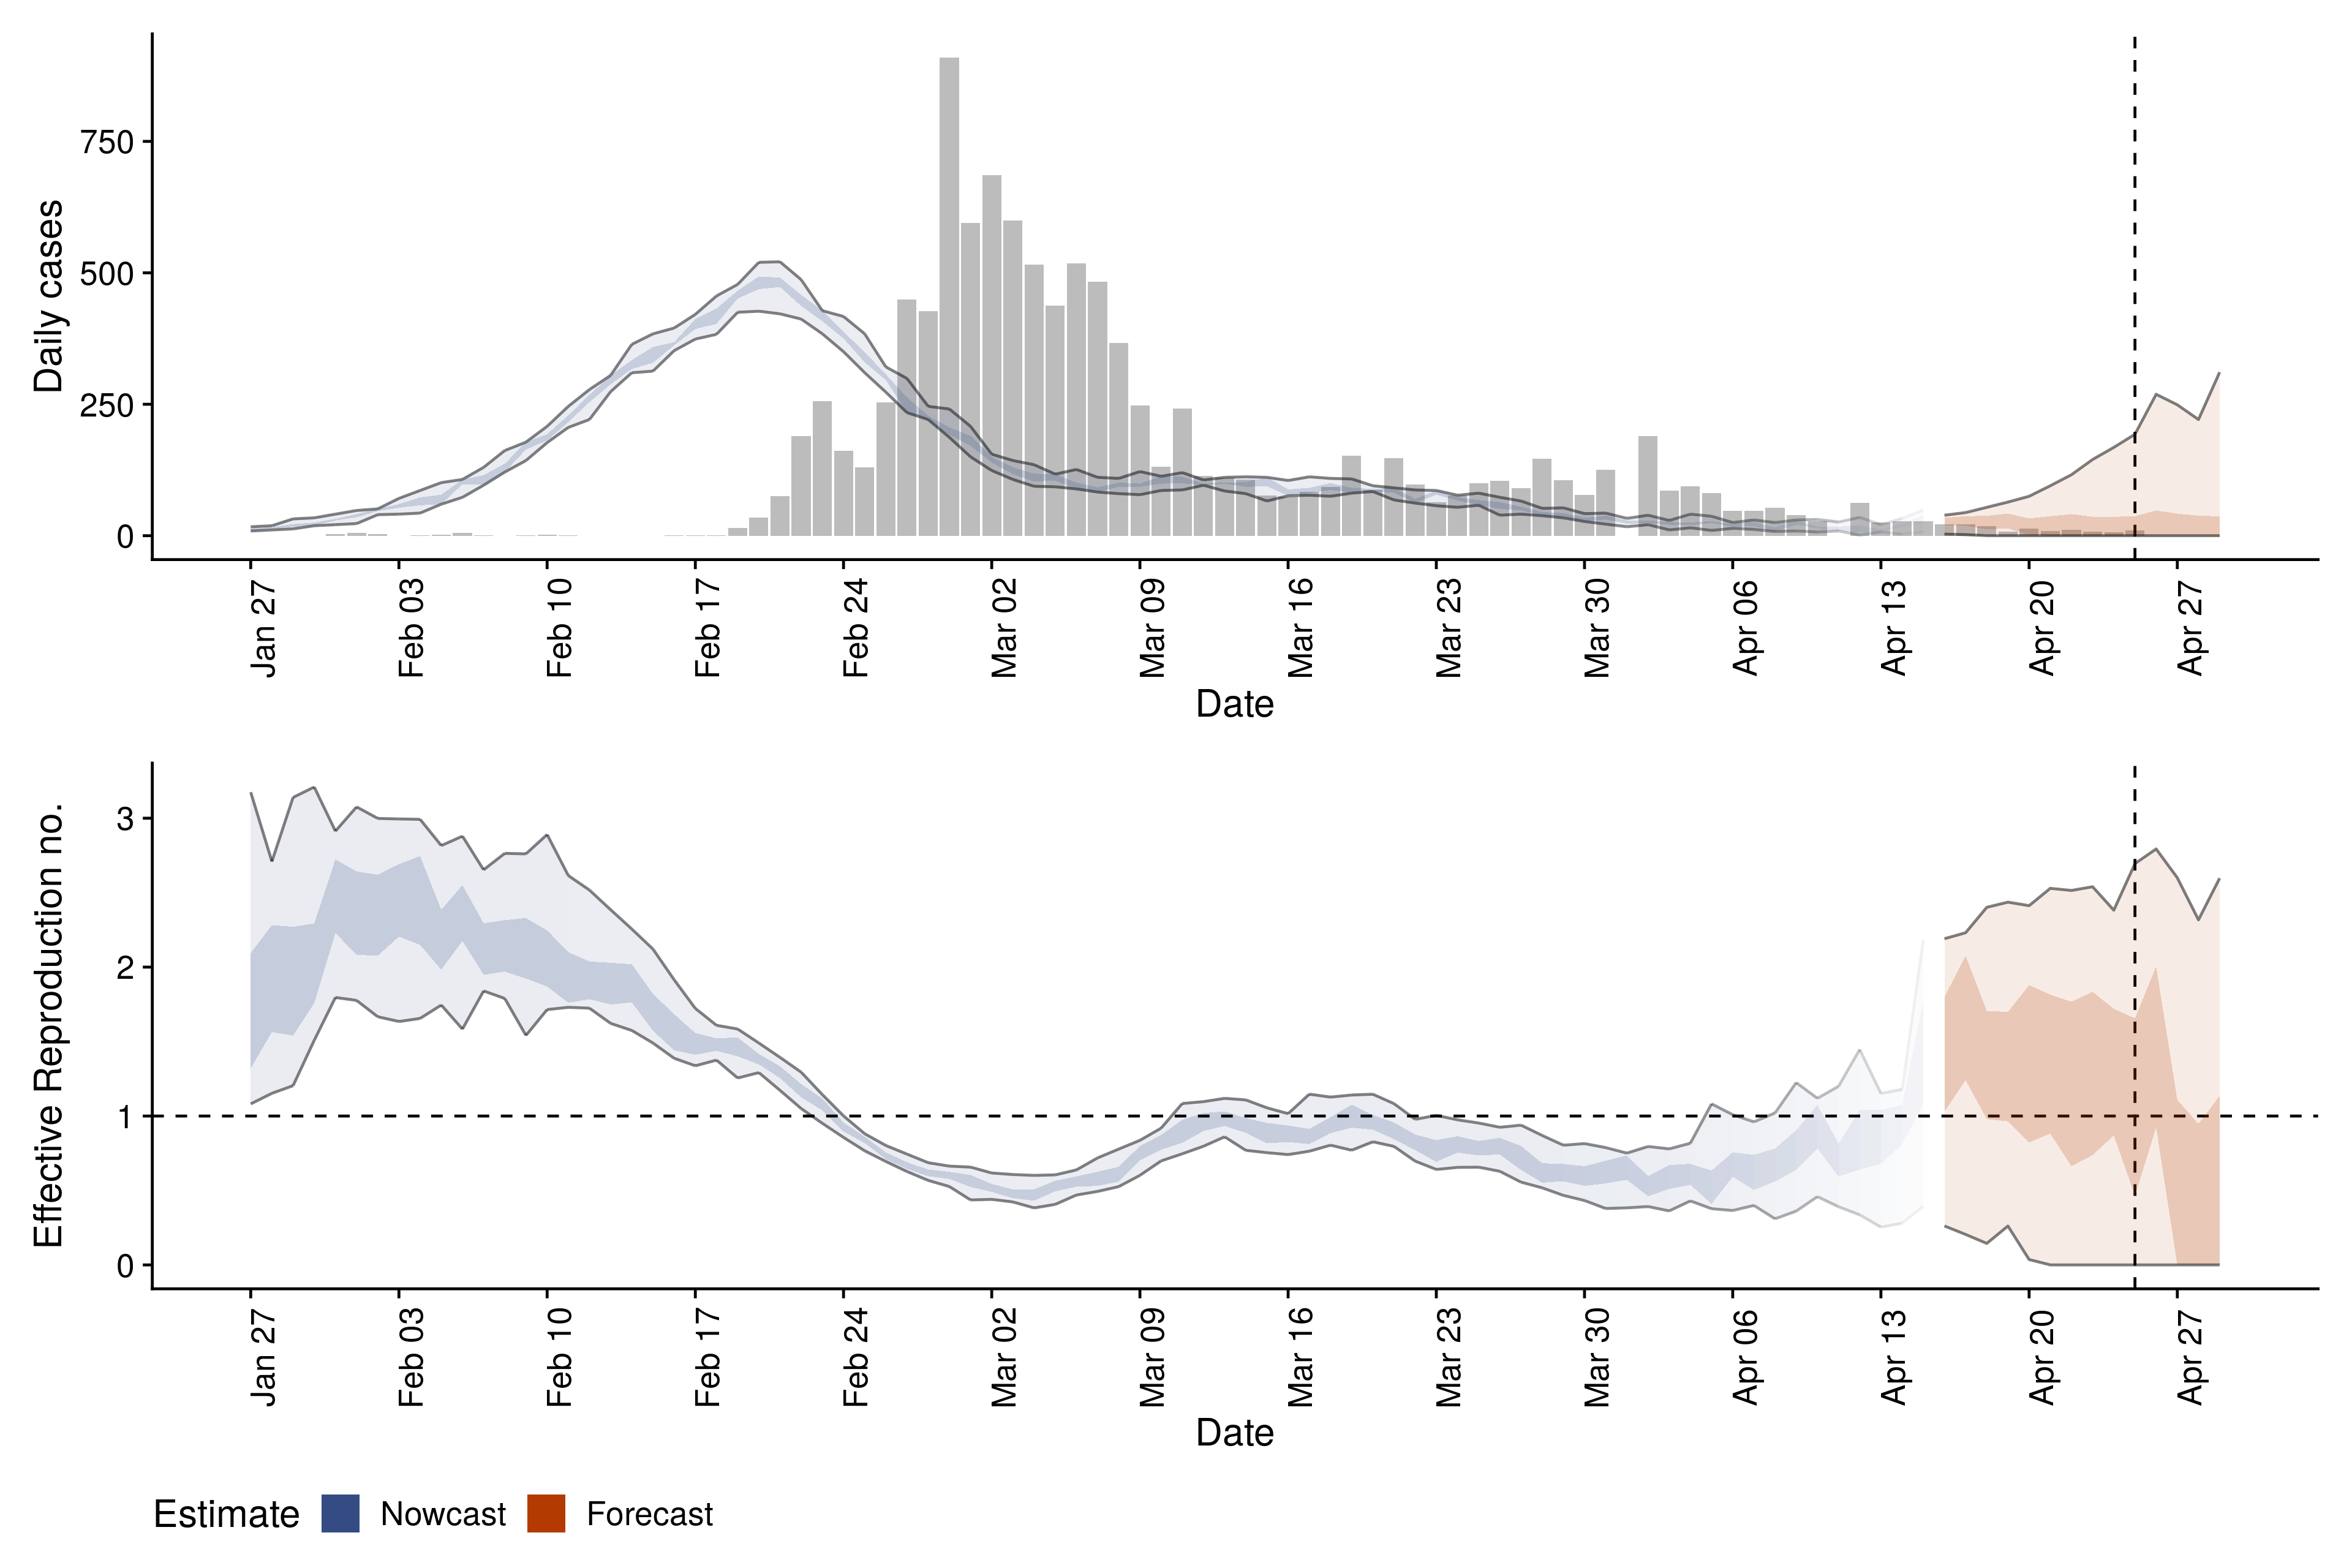 Daily cases
750
500
250
0
Jan 27
Feb 03
Feb 10
Feb 17
Feb 24
Mar 02
Mar 09
Mar 16
Mar 23
Mar 30
Apr 06
Apr 13
Apr 20
Apr 27
Date
Effective Reproduction no.
3
2
1
0
Jan 27
Feb 03
Feb 10
Feb 17
Feb 24
Mar 02
Mar 09
Mar 16
Mar 23
Mar 30
Apr 06
Apr 13
Apr 20
Apr 27
Date
Estimate Nowcast Forecast